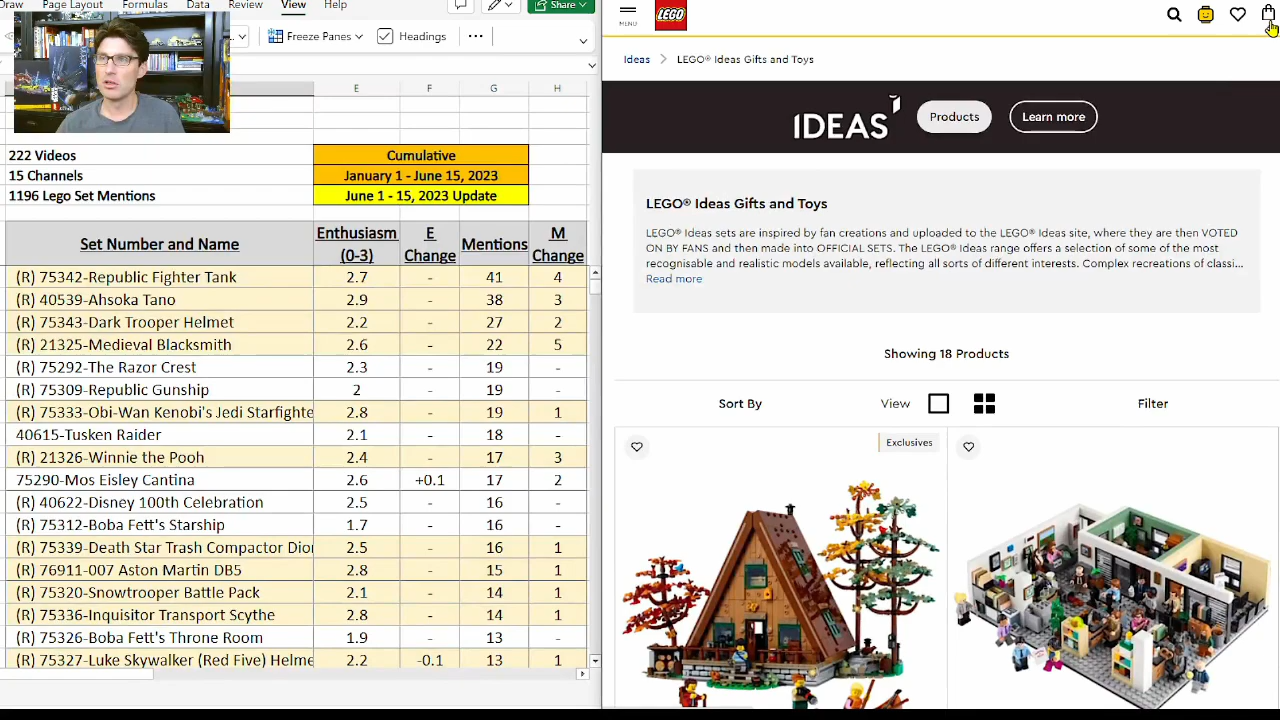 Draw Page Layout Formulas Data Review View Help
Share
Freeze Panes Headings
E F G H
222 Videos Cumulative
15 Channels January 1 - June 15, 2023
1196 Lego Set Mentions June 1 - 15, 2023 Update
Set Number and Name Enthusiasm (0-3) E Change Mentions M Change
(R) 75342-Republic Fighter Tank 2.7 - 41 4
(R) 40539-Ahsoka Tano 2.9 - 38 3
(R) 75343-Dark Trooper Helmet 2.2 - 27 2
(R) 21325-Medieval Blacksmith 2.6 - 22 5
(R) 75292-The Razor Crest 2.3 - 19 -
(R) 75309-Republic Gunship 2 - 19 -
(R) 75333-Obi-Wan Kenobi's Jedi Starfighte 2.8 - 19 1
40615-Tusken Raider 2.1 - 18 -
(R) 21326-Winnie the Pooh 2.4 - 17 3
75290-Mos Eisley Cantina 2.6 +0.1 17 2
(R) 40622-Disney 100th Celebration 2.5 - 16 -
(R) 75312-Boba Fett's Starship 1.7 - 16 -
(R) 75339-Death Star Trash Compactor Dior 2.5 - 16 1
(R) 76911-007 Aston Martin DB5 2.8 - 15 1
(R) 75320-Snowtrooper Battle Pack 2.1 - 14 1
(R) 75336-Inquisitor Transport Scythe 2.8 - 14 1
(R) 75326-Boba Fett's Throne Room 1.9 - 13 -
(R) 75327-Luke Skywalker (Red Five) Helme 2.2 -0.1 13 1
MENU
LEGO
Ideas LEGO® Ideas Gifts and Toys
IDEAS Products Learn more
LEGO® Ideas Gifts and Toys
LEGO® Ideas sets are inspired by fan creations and uploaded to the LEGO® Ideas site, where they are then VOTED
ON BY FANS and then made into OFFICIAL SETS. The LEGO® Ideas range offers a selection of some of the most
recognisable and realistic models available, reflecting all sorts of different interests. Complex recreations of classi...
Read more
Showing 18 Products
Sort By View Filter
Exclusives